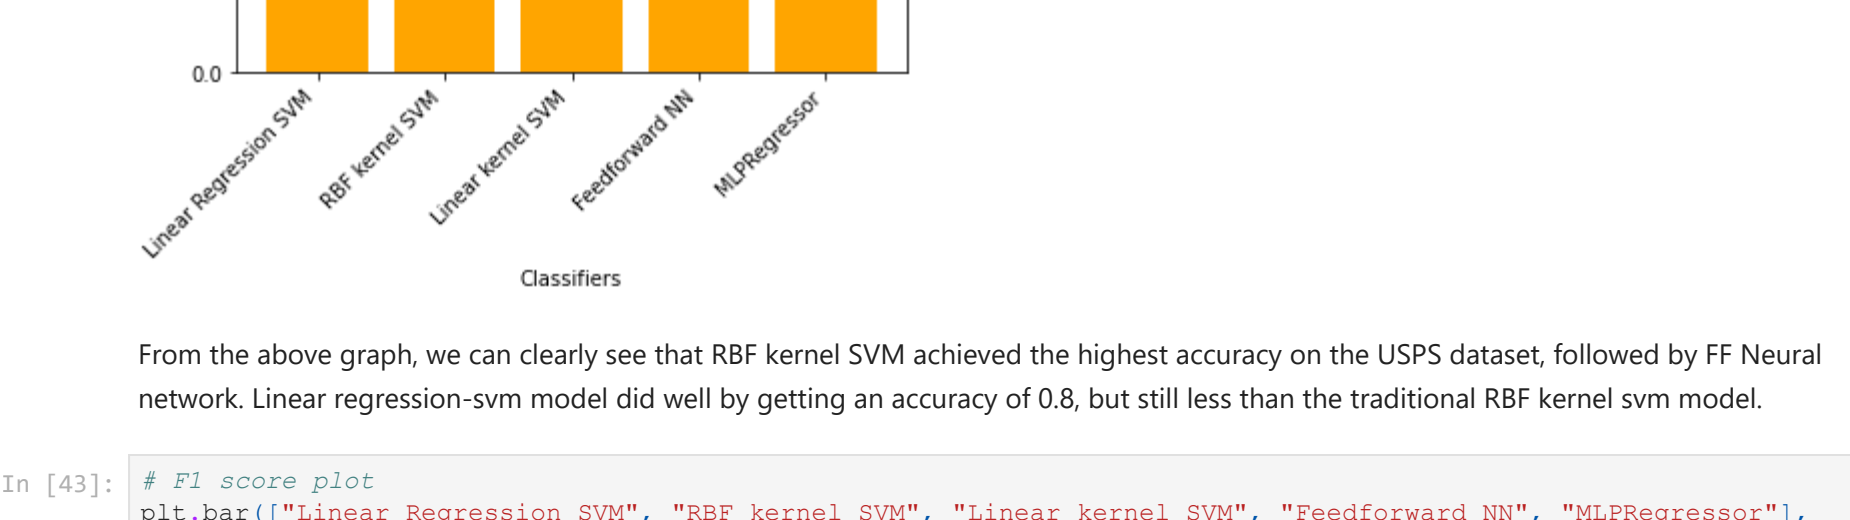 0.0
Linear Regression SVM
RBF kernel SVM
Linear kernel SVM
Feedforward NN
MLPRegressor
Classifiers
From the above graph, we can clearly see that RBF kernel SVM achieved the highest accuracy on the USPS dataset, followed by FF Neural
network. Linear regression-svm model did well by getting an accuracy of 0.8, but still less than the traditional RBF kernel svm model.
In [43]: # F1 score plot
plt.bar(["Linear Regression SVM", "RBF kernel SVM", "Linear kernel SVM", "Feedforward NN", "MLPRegressor"],